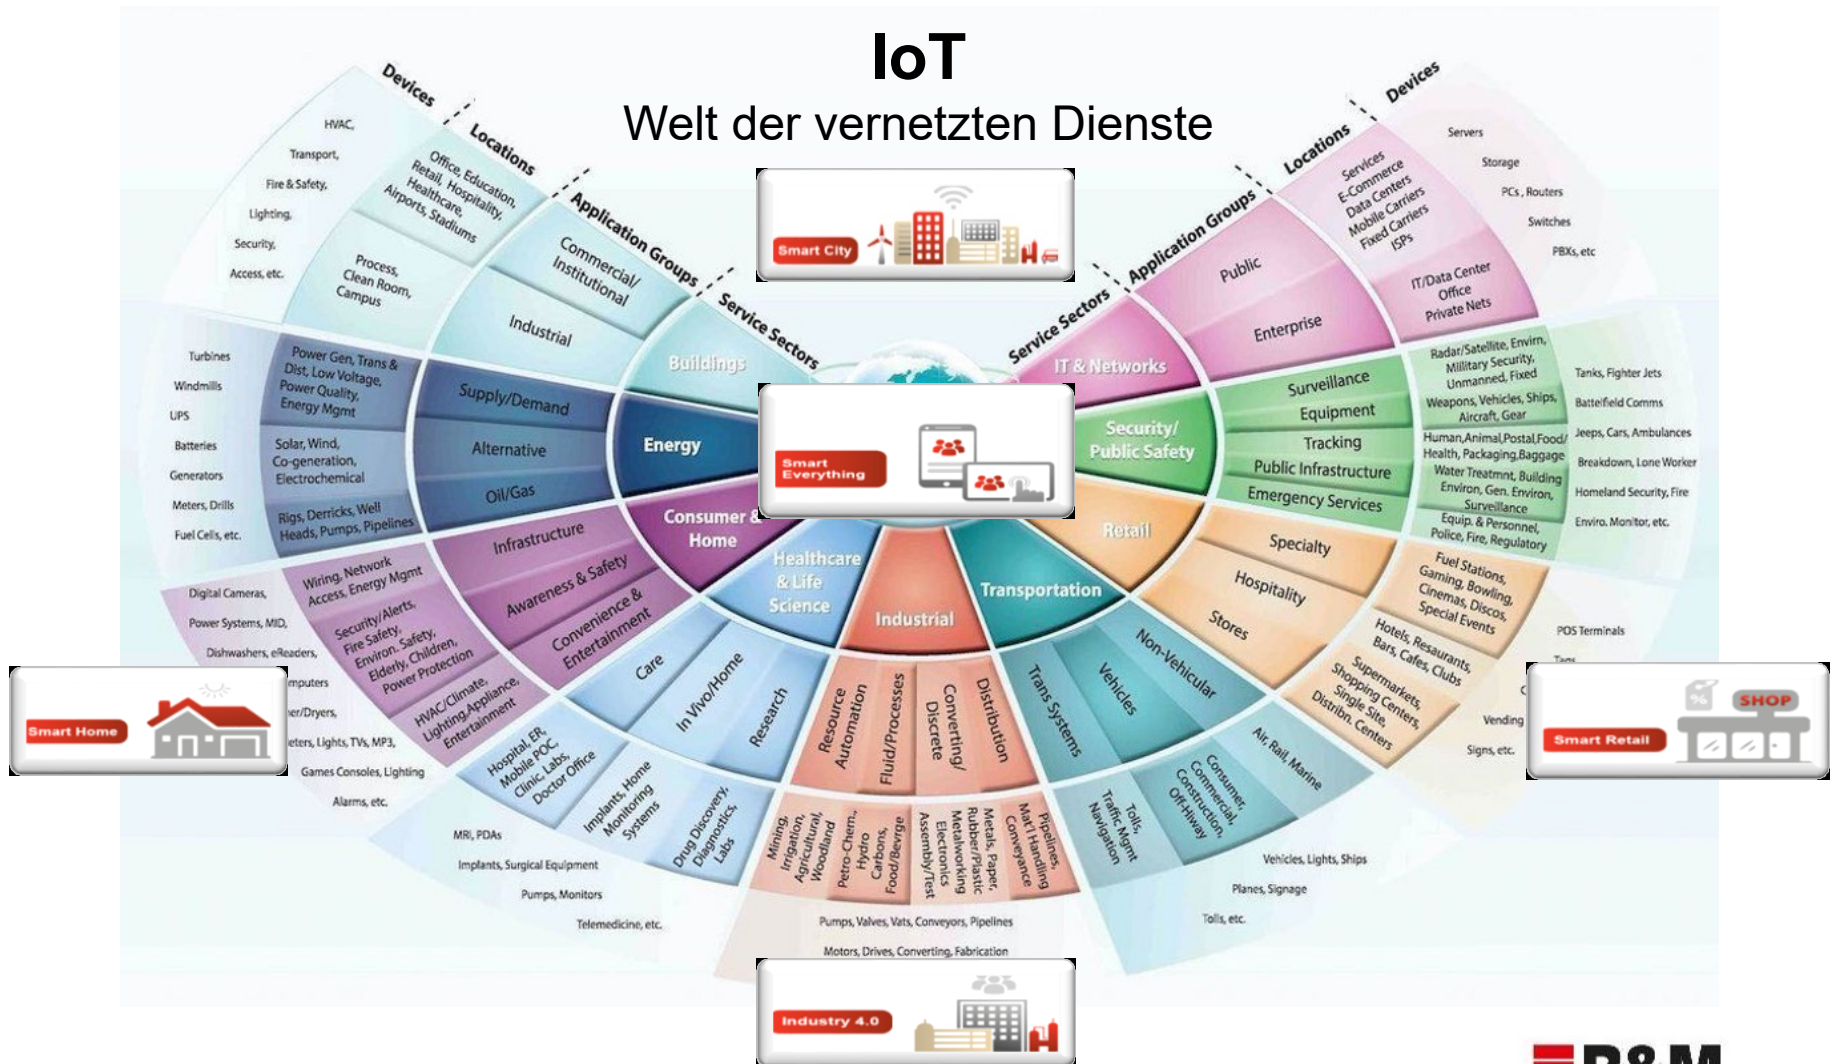 IoT
Welt der vernetzten Dienste
Devices
Locations
Application Groups
Service Sectors
Devices
Locations
Application Groups
Service Sectors
Smart City
Smart
Everything
Smart Home
Smart Retail
SHOP
%
Industry 4.0
Buildings
Commercial/
Institutional
Industrial
Office, Education,
Retail, Hospitality,
Healthcare,
Airports, Stadiums
Process,
Clean Room,
Campus
HVAC,
Transport,
Fire & Safety,
Lighting,
Security,
Access, etc.
Energy
Supply/Demand
Alternative
Oil/Gas
Power Gen, Trans &
Dist, Low Voltage,
Power Quality,
Energy Mgmt
Solar, Wind,
Co-generation,
Electrochemical
Rigs, Derricks, Well
Heads, Pumps, Pipelines
Turbines
Windmills
UPS
Batteries
Generators
Meters, Drills
Fuel Cells, etc.
Consumer &
Home
Infrastructure
Awareness & Safety
Convenience &
Entertainment
Wiring, Network
Access, Energy Mgmt
Security/Alerts,
Fire Safety,
Environ. Safety,
Elderly, Children,
Power Protection
HVAC/Climate,
Lighting,Appliance,
Entertainment
Digital Cameras,
Power Systems, MID,
Dishwashers, eReaders,
mputers
er/Dryers,
eters, Lights, TVs, MP3,
Games Consoles, Lighting
Alarms, etc.
Healthcare
& Life
Science
Care
In Vivo/Home
Research
Hospital, ER,
Mobile POC,
Clinic, Labs,
Doctor Office
Implants, Home
Monitoring
Systems
Drug Discovery,
Diagnostics,
Labs
MRI, PDAs
Implants, Surgical Equipment
Pumps, Monitors
Telemedicine, etc.
Industrial
Resource
Automation
Fluid/Processes
Converting/
Discrete
Distribution
Mining,
Irrigation,
Agricultural,
Woodland
Petro-Chem.,
Hydro
Carbons,
Food/Bevrge
Metals, Paper,
Rubber/Plastic
Metalworking
Electronics
Assembly/Test
Pipelines,
Mat'l Handling
Conveyance
Pumps, Valves, Vats, Conveyors, Pipelines
Motors, Drives, Converting, Fabrication
Transportation
Trans Systems
Vehicles
Non-Vehicular
Tolls,
Traffic Mgmt
Navigation
Consumer,
Commercial,
Construction,
Off-Hiway
Air, Rail, Marine
Vehicles, Lights, Ships
Planes, Signage
Tolls, etc.
Retail
Specialty
Hospitality
Stores
Fuel Stations,
Gaming, Bowling,
Cinemas, Discos,
Special Events
Hotels, Resaurants,
Bars, Cafes, Clubs
Supermarkets,
Shopping Centers,
Single Site,
Distribn. Centers
POS Terminals
Tags
Vending
Signs, etc.
Security/
Public Safety
Surveillance
Equipment
Tracking
Public Infrastructure
Emergency Services
Radar/Satellite, Envirn,
Millitary Security,
Unmanned, Fixed
Weapons, Vehicles, Ships,
Aircraft, Gear
Human,Animal,Postal,Food/
Health, Packaging,Baggage
Water Treatmnt, Building
Environ, Gen. Environ,
Surveillance
Equip. & Personnel,
Police, Fire, Regulatory
Tanks, Fighter Jets
Battelfield Comms
Jeeps, Cars, Ambulances
Breakdown, Lone Worker
Homeland Security, Fire
Enviro. Monitor, etc.
IT & Networks
Public
Enterprise
Services
E-Commerce
Data Centers
Mobile Carriers
Fixed Carriers
ISPs
IT/Data Center
Office
Private Nets
Servers
Storage
PCs, Routers
Switches
PBXs, etc
R&M